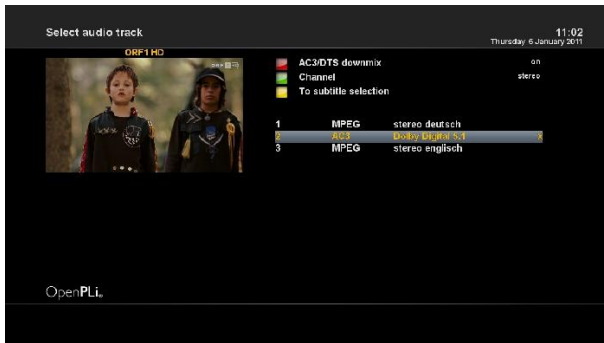 Select audio track
11:02
Thursday 6 January 2011
ORF1 HD
AC3/DTS downmix on
Channel stereo
To subtitle selection
1 MPEG stereo deutsch
2 AC3 Dolby Digital 5.1 x
3 MPEG stereo englisch
OpenPLi